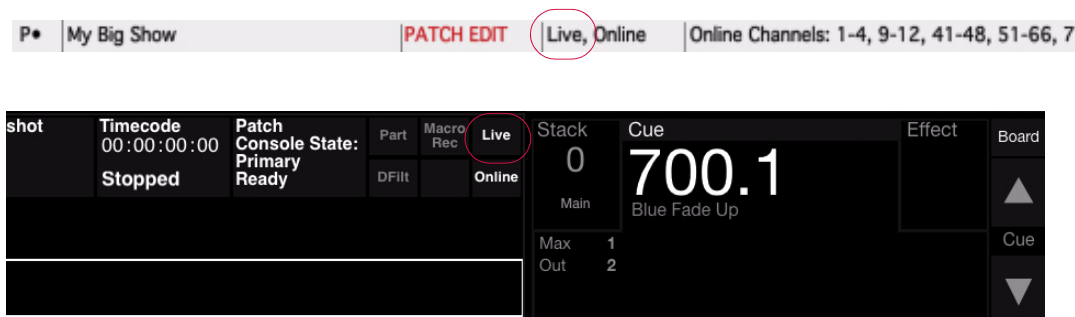 P• My Big Show PATCH EDIT Live, Online Online Channels: 1-4, 9-12, 41-48, 51-66, 7
shot Timecode Patch Part Macro Rec Live Stack Cue Effect Board
00:00:00:00 Console State:
0 700.1
Primary
Stopped Ready DFilt Online
Main Blue Fade Up
Max 1 Cue
Out 2